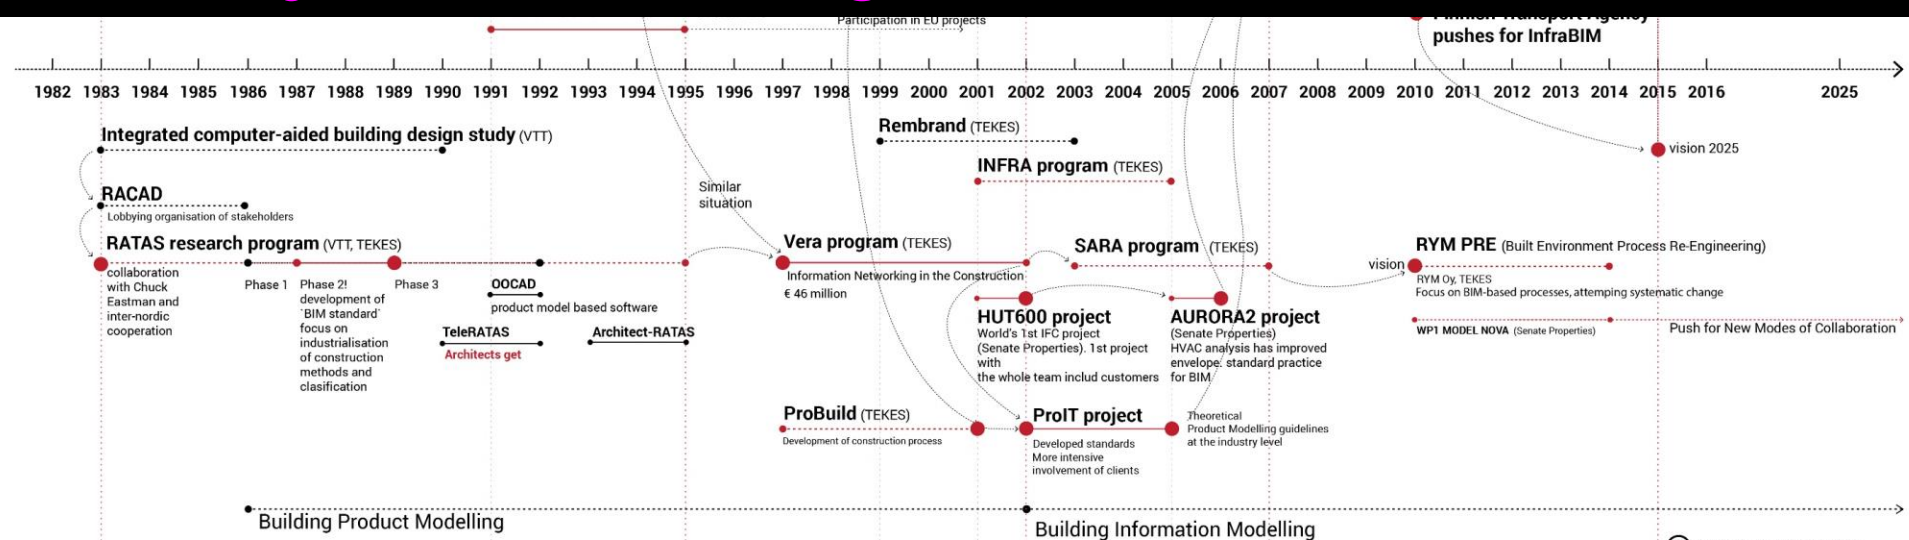 Participation in EU projects
Finnish Transport Agency
pushes for InfraBIM
1982 1983 1984 1985 1986 1987 1988 1989 1990 1991 1992 1993 1994 1995 1996 1997 1998 1999 2000 2001 2002 2003 2004 2005 2006 2007 2008 2009 2010 2011 2012 2013 2014 2015 2016 2025
Integrated computer-aided building design study (VTT)
Rembrand (TEKES)
vision 2025
INFRA program (TEKES)
RACAD
Lobbying organisation of stakeholders
Similar
situation
RATAS research program (VTT, TEKES)
collaboration
with Chuck
Eastman and
inter-nordic
cooperation
Phase 1
Phase 2!
development of
`BIM standard`
focus on
industrialisation
of construction
methods and
clasification
Phase 3
OOCAD
product model based software
TeleRATAS
Architects get
Architect-RATAS
Vera program (TEKES)
Information Networking in the Construction
€ 46 million
SARA program (TEKES)
HUT600 project
World's 1st IFC project
(Senate Properties). 1st project
with
the whole team includ customers
AURORA2 project
(Senate Properties)
HVAC analysis has improved
envelope: standard practice
for BIM
vision
RYM PRE (Built Environment Process Re-Engineering)
RYM Oy, TEKES
Focus on BIM-based processes, attemping systematic change
WP1 MODEL NOVA (Senate Properties)
Push for New Modes of Collaboration
ProBuild (TEKES)
Development of construction process
ProIT project
Developed standards
More intensive
involvement of clients
Theoretical
Product Modelling guidelines
at the industry level
Building Product Modelling
Building Information Modelling